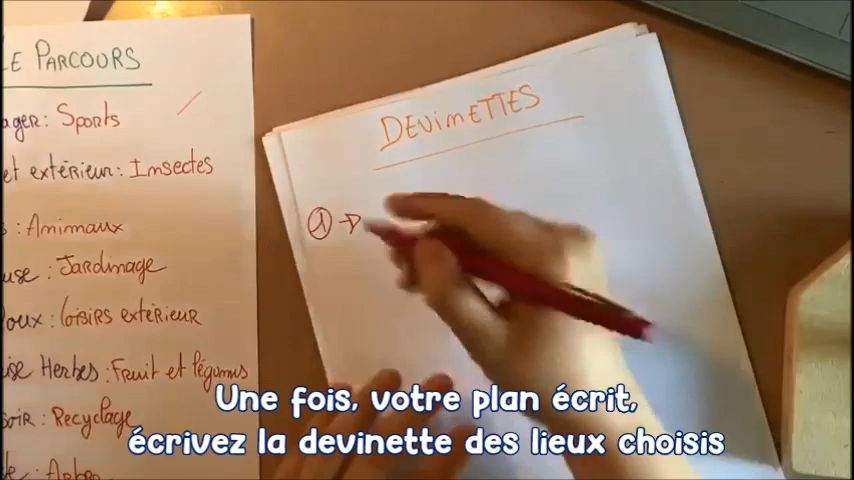 LE PARCOURS
ager: Sports
et extérieur: Insectes
s: Animaux
use: Jardinage
oux: Loisirs extérieur
ise Herbes: Fruit et légumes
oir: Recyclage
DEVINETTES
1 →
Une fois, votre plan écrit,
écrivez la devinette des lieux choisis